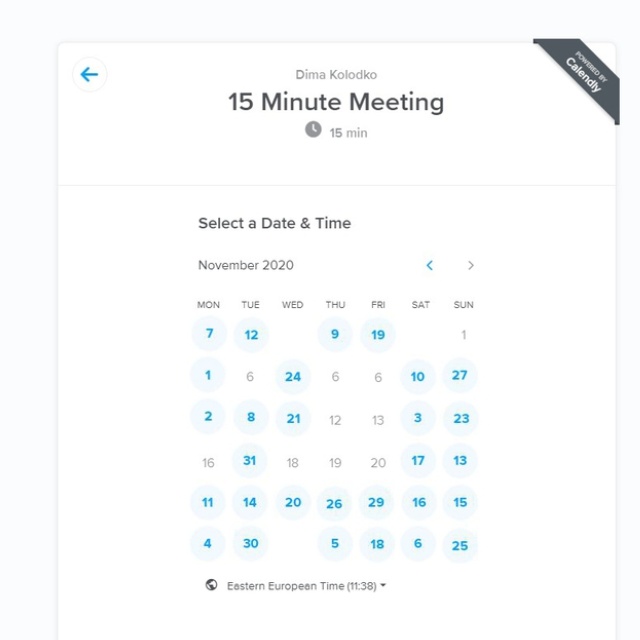 POWERED BY
Calendly
Dima Kolodko
15 Minute Meeting
15 min
Select a Date & Time
November 2020
MON TUE WED THU FRI SAT SUN
7 12 9 19 1
1 6 24 6 6 10 27
2 8 21 12 13 3 23
16 31 18 19 20 17 13
11 14 20 26 29 16 15
4 30 5 18 6 25
Eastern European Time (11:38)